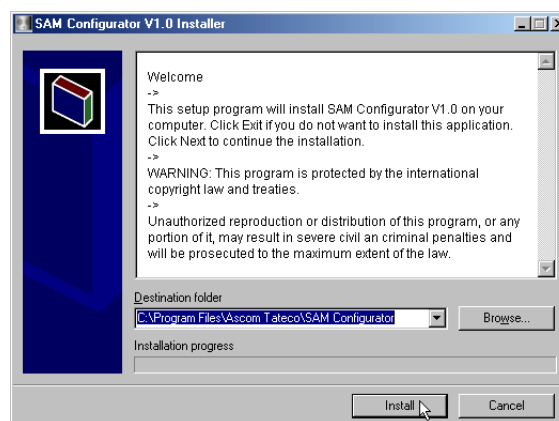 SAM Configurator V1.0 Installer
Welcome
->
This setup program will install SAM Configurator V1.0 on your
computer. Click Exit if you do not want to install this application.
Click Next to continue the installation.
->
WARNING: This program is protected by the international
copyright law and treaties.
->
Unauthorized reproduction or distribution of this program, or any
portion of it, may result in severe civil an criminal penalties and
will be prosecuted to the maximum extent of the law.
Destination folder
C:\Program Files\Ascom Tateco\SAM Configurator
Browse...
Installation progress
Install
Cancel